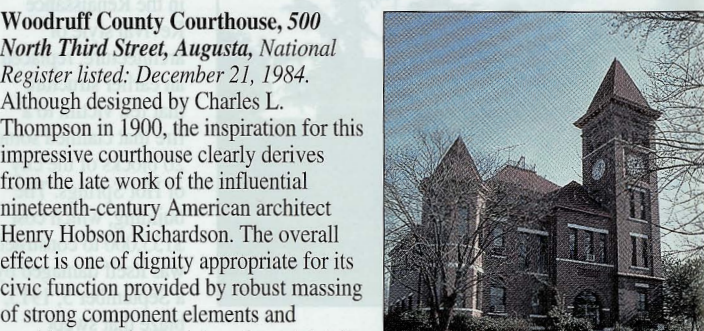 Woodruff County Courthouse, 500
North Third Street, Augusta, National
Register listed: December 21, 1984.
Although designed by Charles L.
Thompson in 1900, the inspiration for this
impressive courthouse clearly derives
from the late work of the influential
nineteenth-century American architect
Henry Hobson Richardson. The overall
effect is one of dignity appropriate for its
civic function provided by robust massing
of strong component elements and